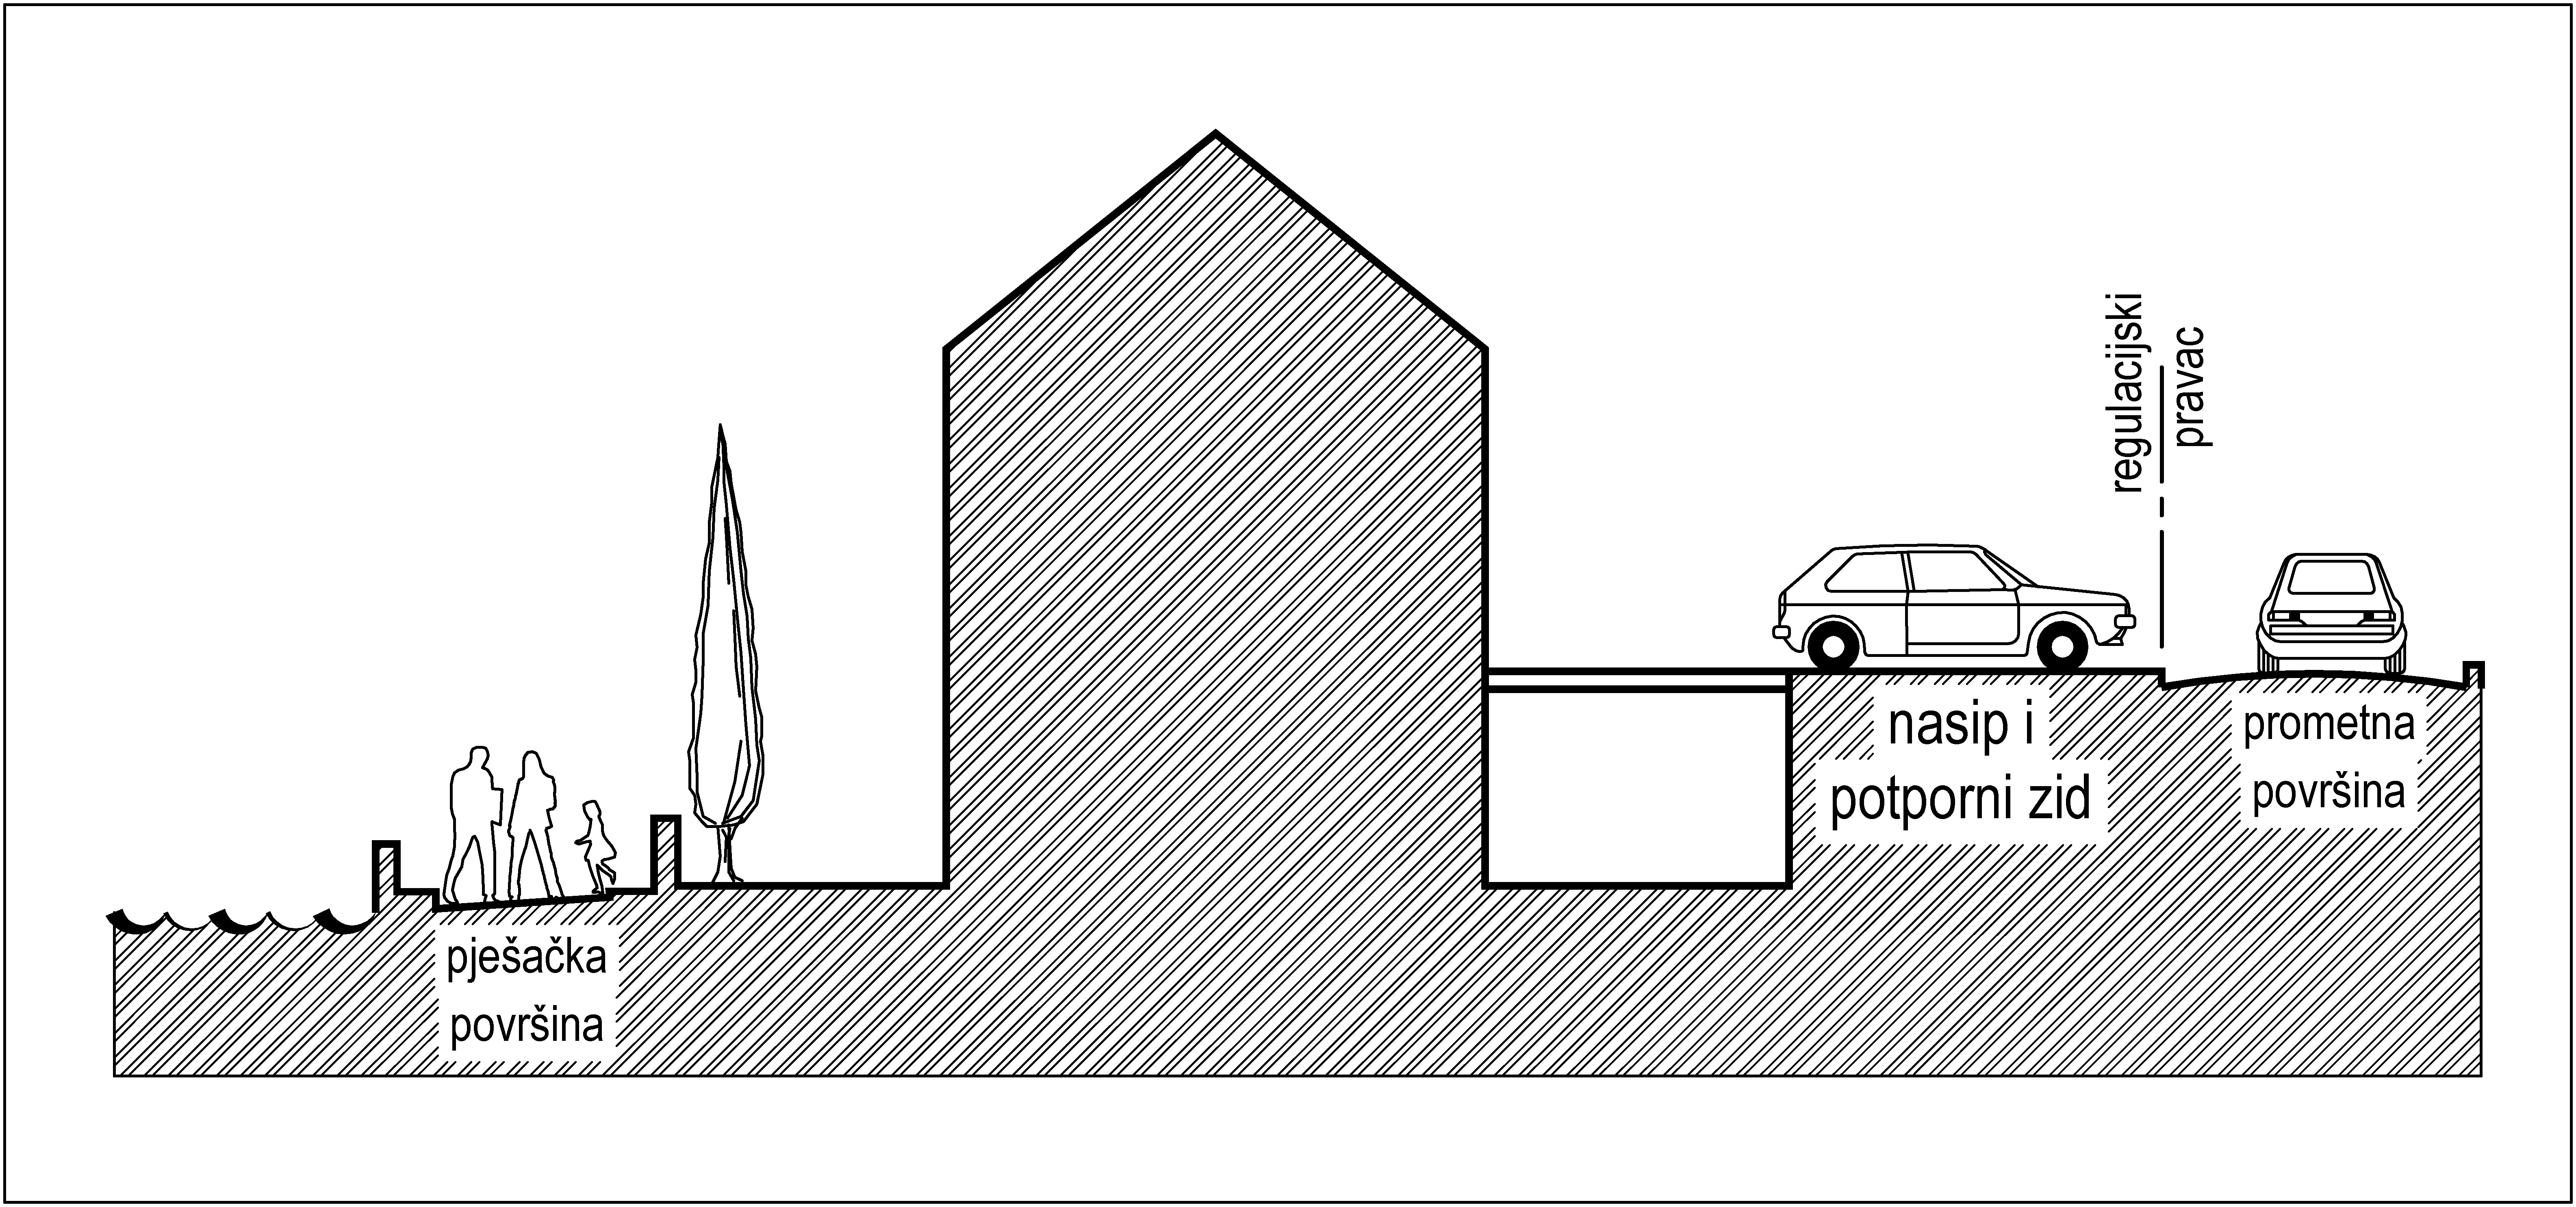 regulacijski
pravac
nasip i
potporni zid
prometna
površina
pješačka
površina